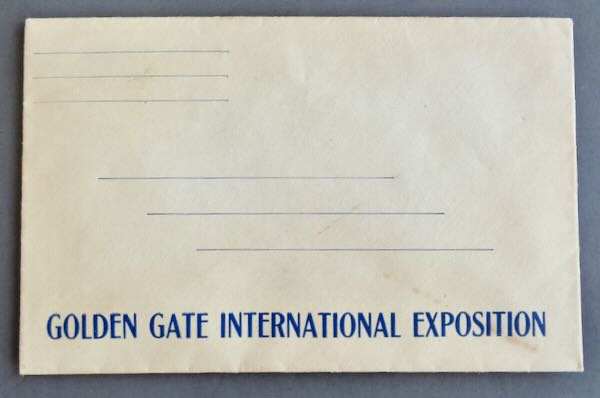 GOLDEN GATE INTERNATIONAL EXPOSITION